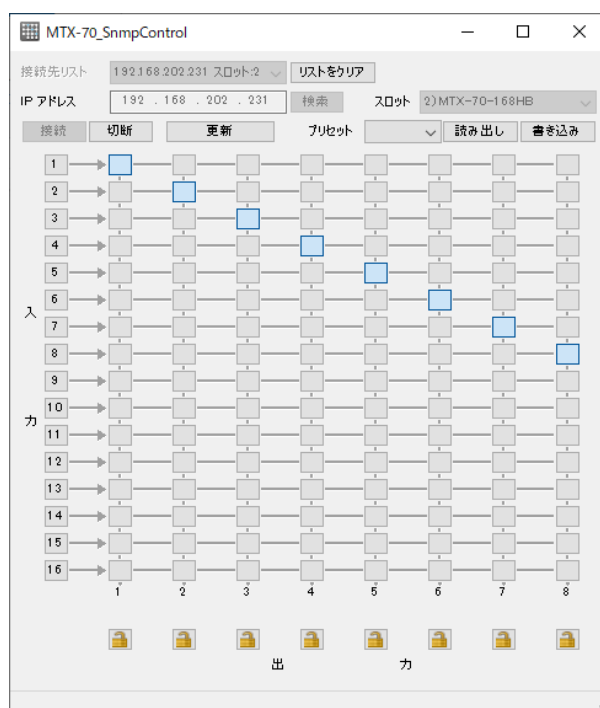 MTX-70_SnmpControl
接続先リスト 192.168.202.231 スロット:2 リストをクリア
IP アドレス 192 . 168 . 202 . 231 検索 スロット 2)MTX-70-168HB
接続 切断 更新 プリセット 読み出し 書き込み
1
2
3
4
5
6
入
7
8
9
10
力
11
12
13
14
15
16
1 2 3 4 5 6 7 8
出 力